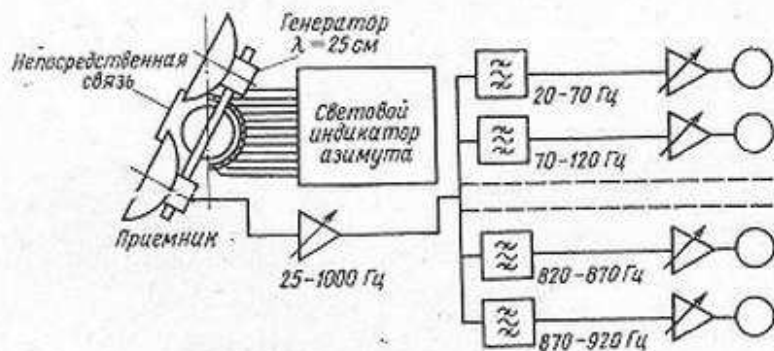 Генератор
λ = 25 см
Непосредственная
связь
Световой
индикатор
азимута
Приемник
25–1000 Гц
20–70 Гц
70–120 Гц
820–870 Гц
870–920 Гц